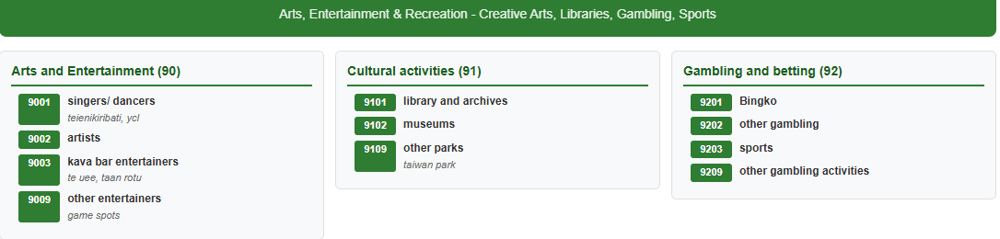 Arts, Entertainment & Recreation - Creative Arts, Libraries, Gambling, Sports
Arts and Entertainment (90)
9001 singers/ dancers
teienikiribati, ycl
9002 artists
9003 kava bar entertainers
te uee, taan rotu
9009 other entertainers
game spots
Cultural activities (91)
9101 library and archives
9102 museums
9109 other parks
taiwan park
Gambling and betting (92)
9201 Bingko
9202 other gambling
9203 sports
9209 other gambling activities